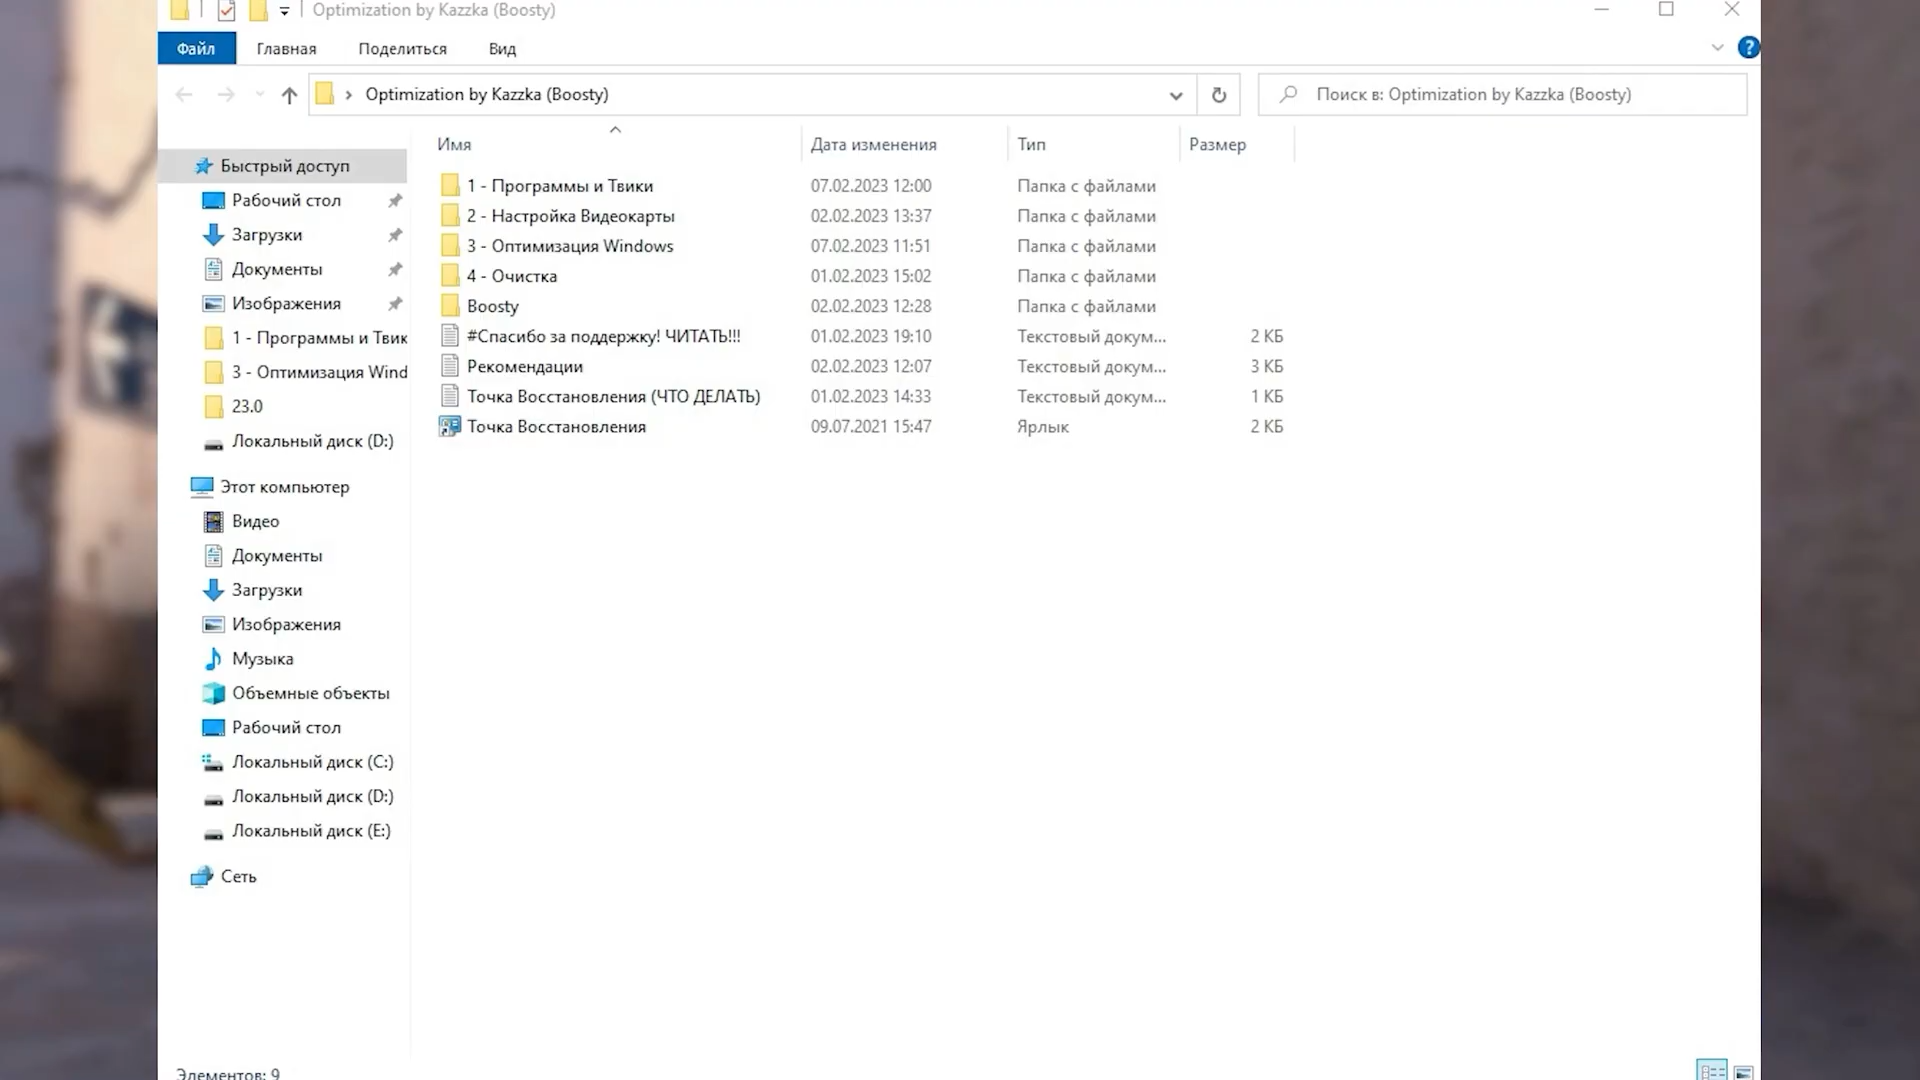 Optimization by Kazzka (Boosty)
Файл Главная Поделиться Вид
Optimization by Kazzka (Boosty)
Поиск в: Optimization by Kazzka (Boosty)
Имя Дата изменения Тип Размер
1 - Программы и Твики 07.02.2023 12:00 Папка с файлами
2 - Настройка Видеокарты 02.02.2023 13:37 Папка с файлами
3 - Оптимизация Windows 07.02.2023 11:51 Папка с файлами
4 - Очистка 01.02.2023 15:02 Папка с файлами
Boosty 02.02.2023 12:28 Папка с файлами
#Спасибо за поддержку! ЧИТАТЬ!!! 01.02.2023 19:10 Текстовый докум... 2 КБ
Рекомендации 02.02.2023 12:07 Текстовый докум... 3 КБ
Точка Восстановления (ЧТО ДЕЛАТЬ) 01.02.2023 14:33 Текстовый докум... 1 КБ
Точка Восстановления 09.07.2021 15:47 Ярлык 2 КБ
Быстрый доступ
Рабочий стол
Загрузки
Документы
Изображения
1 - Программы и Твик
3 - Оптимизация Wind
23.0
Локальный диск (D:)
Этот компьютер
Видео
Документы
Загрузки
Изображения
Музыка
Объемные объекты
Рабочий стол
Локальный диск (C:)
Локальный диск (D:)
Локальный диск (E:)
Сеть
Элементов: 9